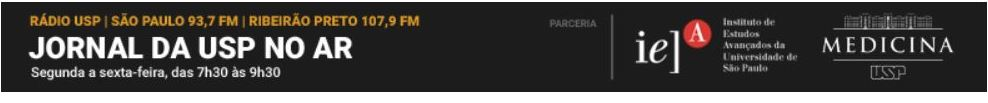 RÁDIO USP | SÃO PAULO 93,7 FM | RIBEIRÃO PRETO 107,9 FM
JORNAL DA USP NO AR
Segunda a sexta-feira, das 7h30 às 9h30
PARCERIA
ieA
Instituto de
Estudos
Avançados da
Universidade de
São Paulo
MEDICINA
USP